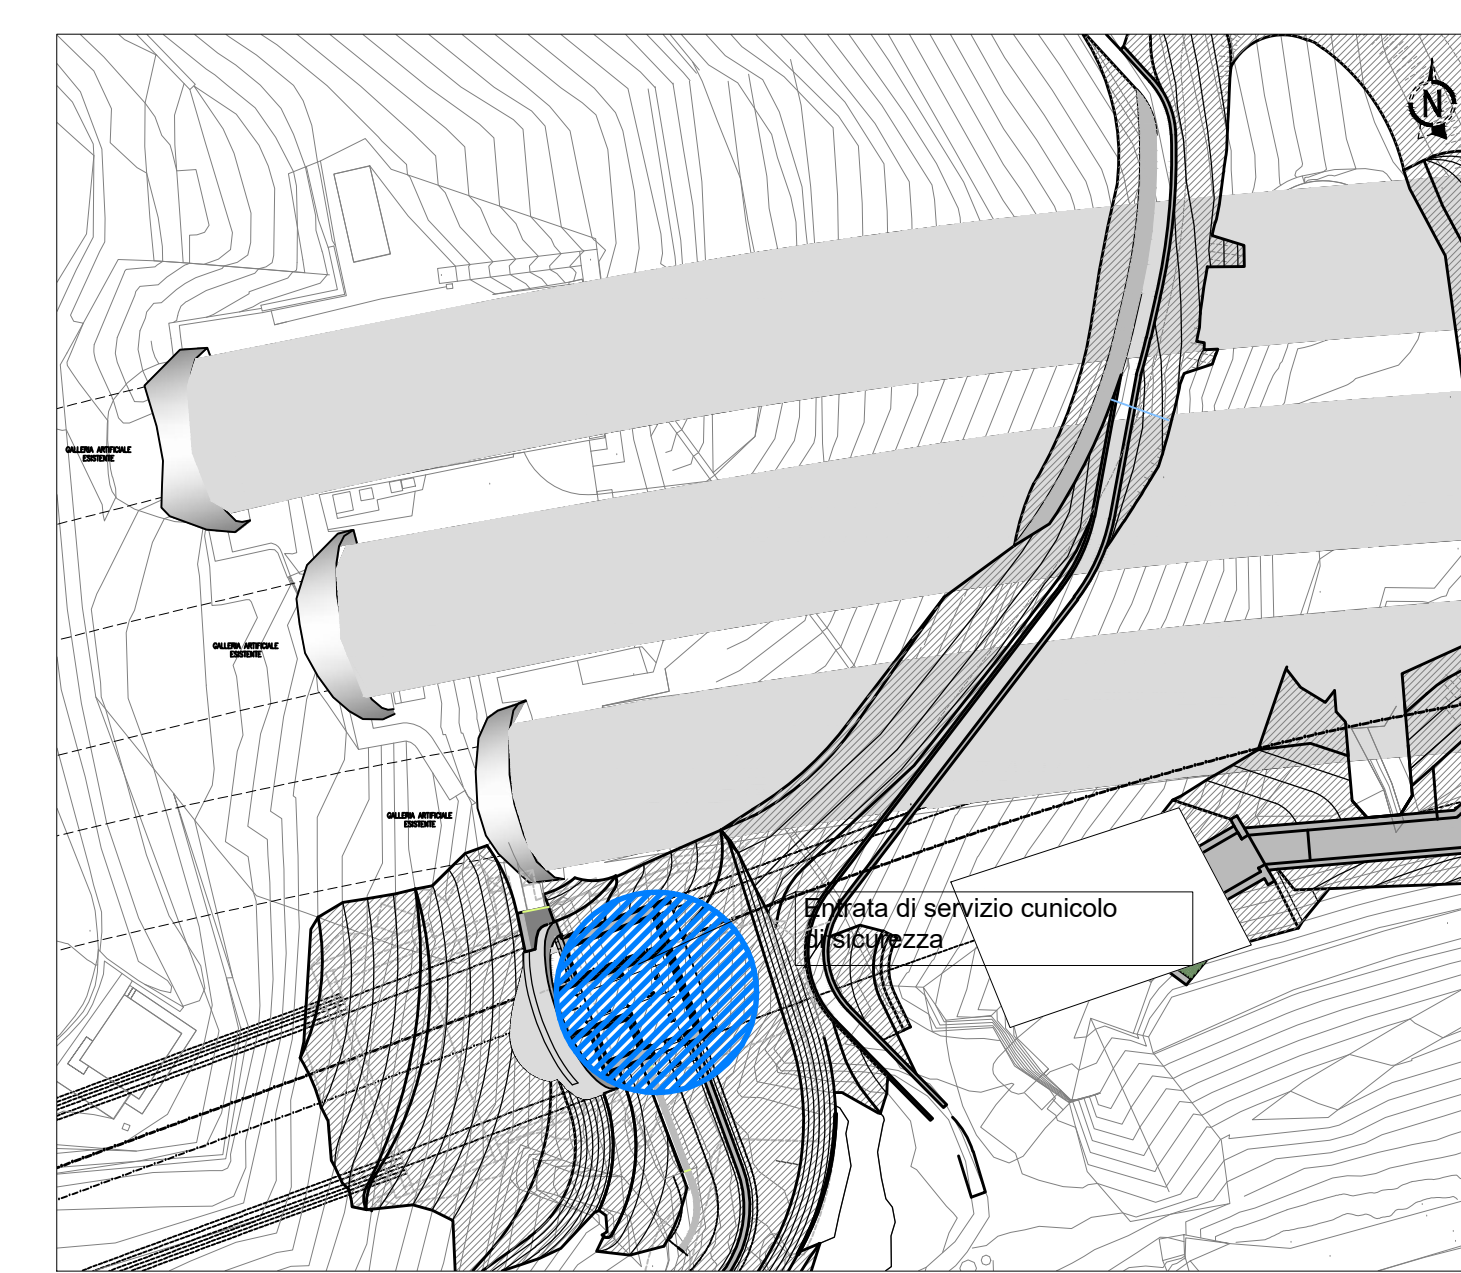 N
GALLERIA ARTIFICIALE
ESISTENTE
GALLERIA ARTIFICIALE
ESISTENTE
GALLERIA ARTIFICIALE
ESISTENTE
Entrata di servizio cunicolo
di sicurezza